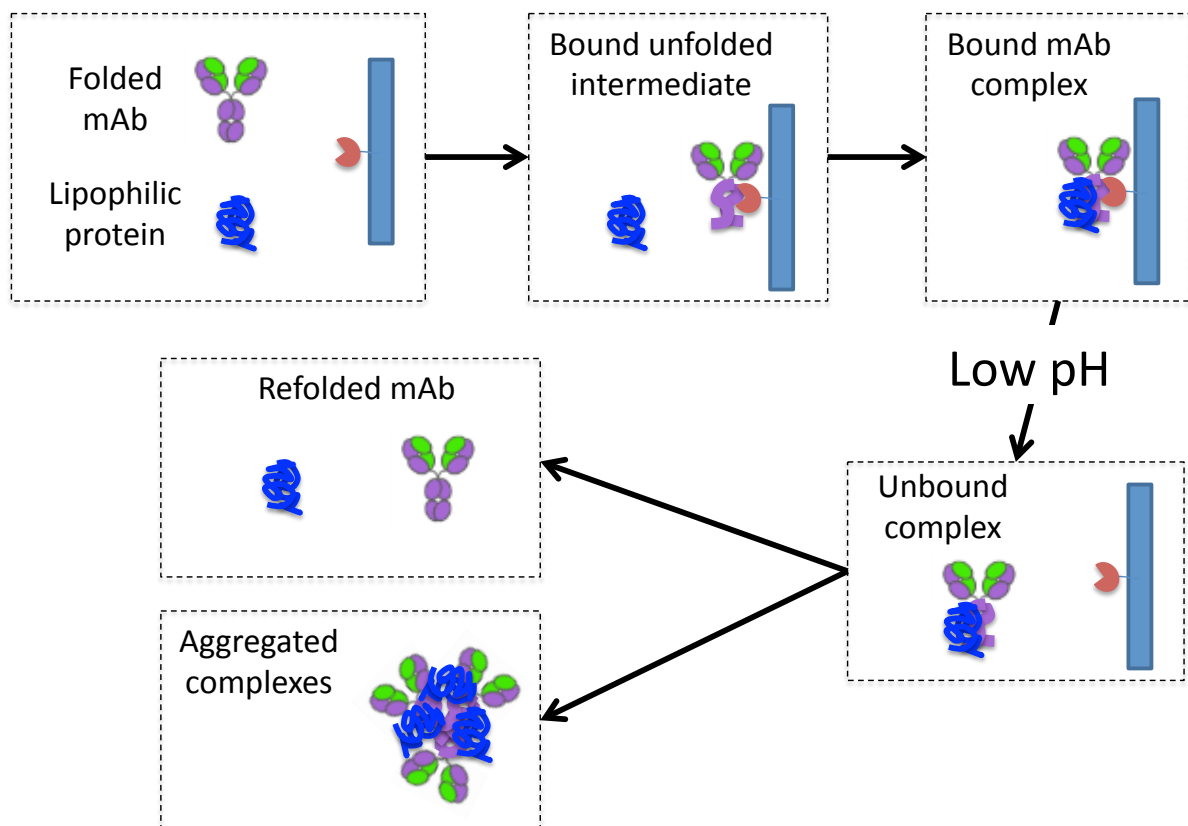 Folded
mAb
Lipophilic
protein
Bound unfolded
intermediate
Bound mAb
complex
Low pH
Unbound
complex
Refolded mAb
Aggregated
complexes